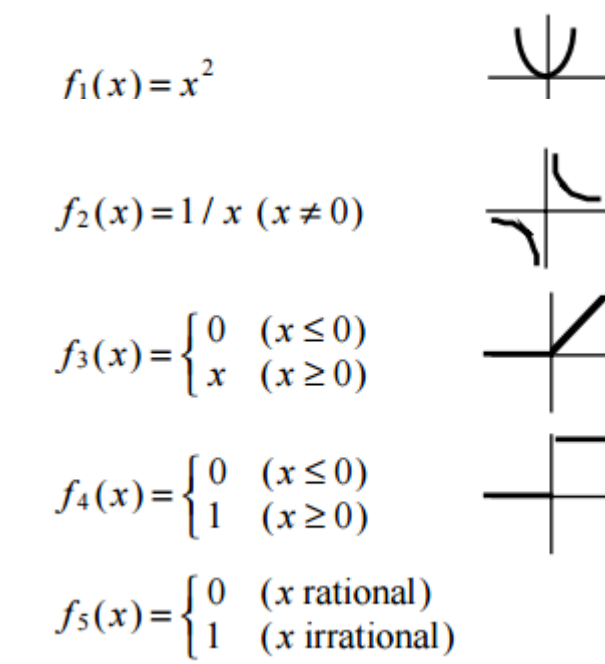 f₁(x) = x²
f₂(x) = 1 / x (x ≠ 0)
f₃(x) = { 0 (x ≤ 0)
x (x ≥ 0)
f₄(x) = { 0 (x ≤ 0)
1 (x ≥ 0)
f₅(x) = { 0 (x rational)
1 (x irrational)